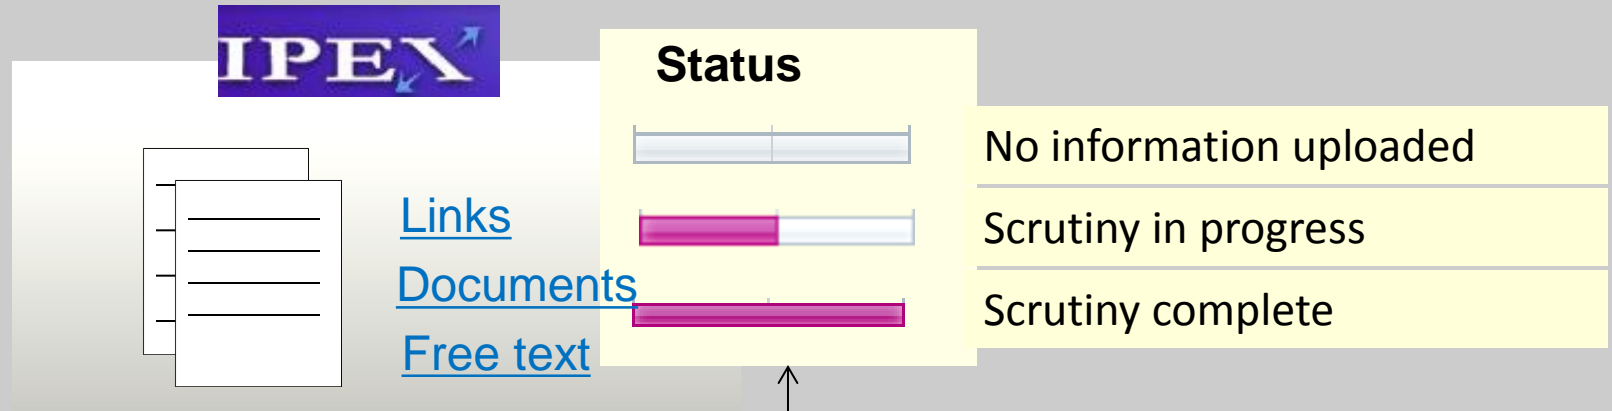 IPEX
Status
No information uploaded
Links
Scrutiny in progress
Documents
Scrutiny complete
Free text